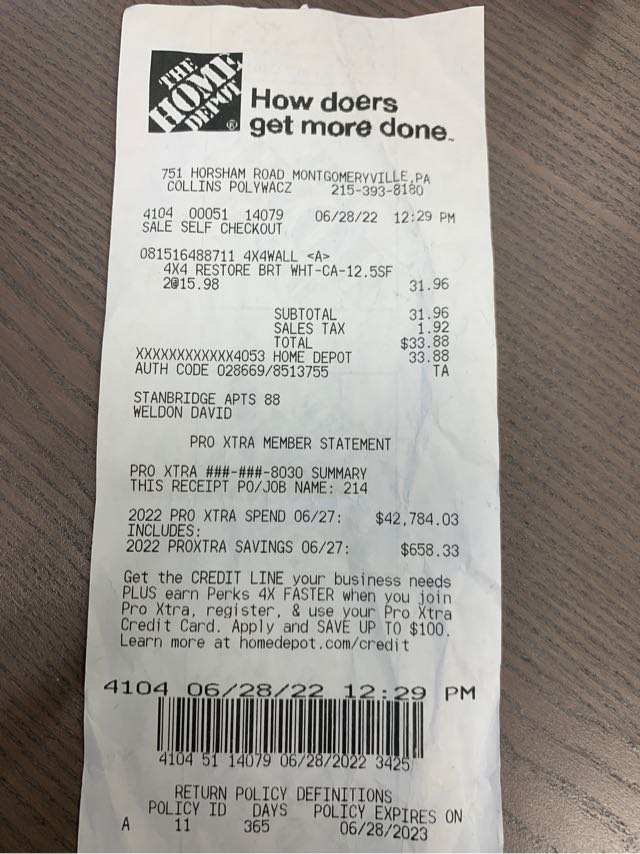 THE
HOME
DEPOT
®
How doers
get more done™
751 HORSHAM ROAD MONTGOMERYVILLE,PA
COLLINS POLYWACZ 215-393-8180
4104 00051 14079 06/28/22 12:29 PM
SALE SELF CHECKOUT
081516488711 4X4WALL <A>
4X4 RESTORE BRT WHT-CA-12.5SF
2@15.98 31.96
SUBTOTAL 31.96
SALES TAX 1.92
TOTAL $33.88
XXXXXXXXXXXX4053 HOME DEPOT 33.88
AUTH CODE 028669/8513755 TA
STANBRIDGE APTS 88
WELDON DAVID
PRO XTRA MEMBER STATEMENT
PRO XTRA ###-###-8030 SUMMARY
THIS RECEIPT PO/JOB NAME: 214
2022 PRO XTRA SPEND 06/27: $42,784.03
INCLUDES:
2022 PROXTRA SAVINGS 06/27: $658.33
Get the CREDIT LINE your business needs
PLUS earn Perks 4X FASTER when you join
Pro Xtra, register, & use your Pro Xtra
Credit Card. Apply and SAVE UP TO $100.
Learn more at homedepot.com/credit
4104 06/28/22 12:29 PM
4104 51 14079 06/28/2022 3425
RETURN POLICY DEFINITIONS
POLICY ID DAYS POLICY EXPIRES ON
A 11 365 06/28/2023